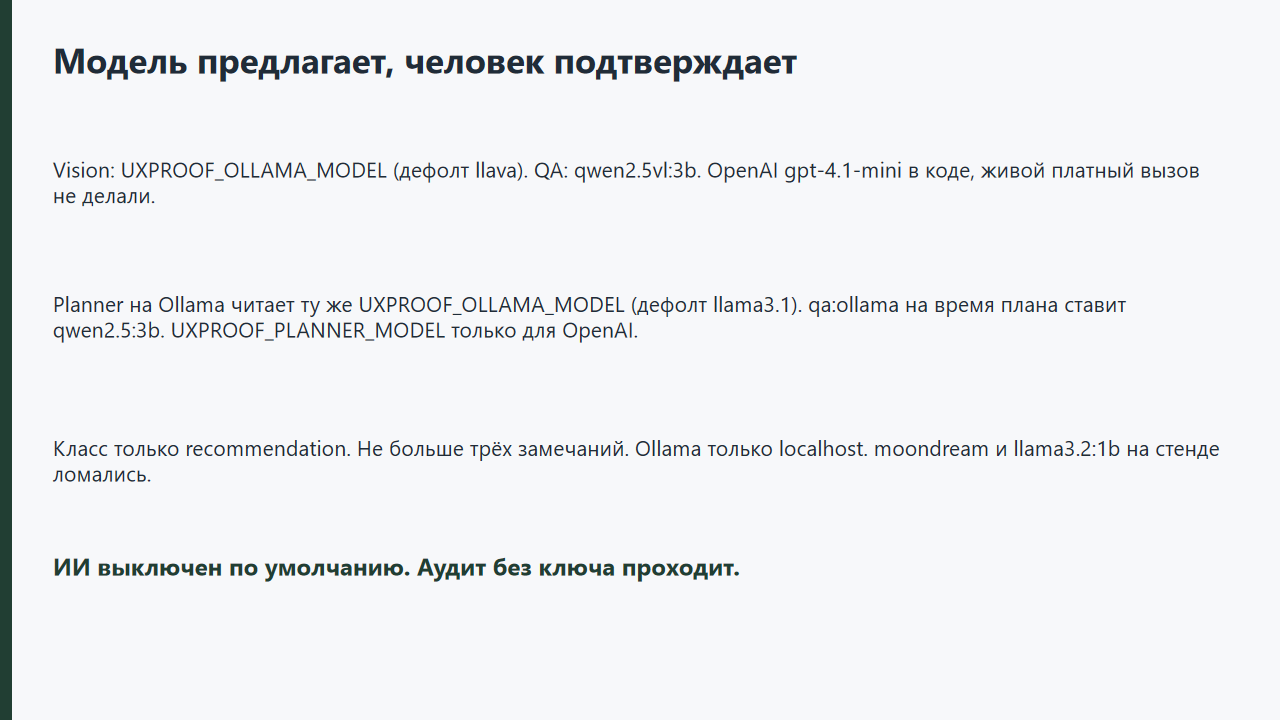 Модель предлагает, человек подтверждает
Vision: UXPROOF_OLLAMA_MODEL (дефолт llava). QA: qwen2.5vl:3b. OpenAI gpt-4.1-mini в коде, живой платный вызов
не делали.
Planner на Ollama читает ту же UXPROOF_OLLAMA_MODEL (дефолт llama3.1). qa:ollama на время плана ставит
qwen2.5:3b. UXPROOF_PLANNER_MODEL только для OpenAI.
Класс только recommendation. Не больше трёх замечаний. Ollama только localhost. moondream и llama3.2:1b на стенде
ломались.
ИИ выключен по умолчанию. Аудит без ключа проходит.